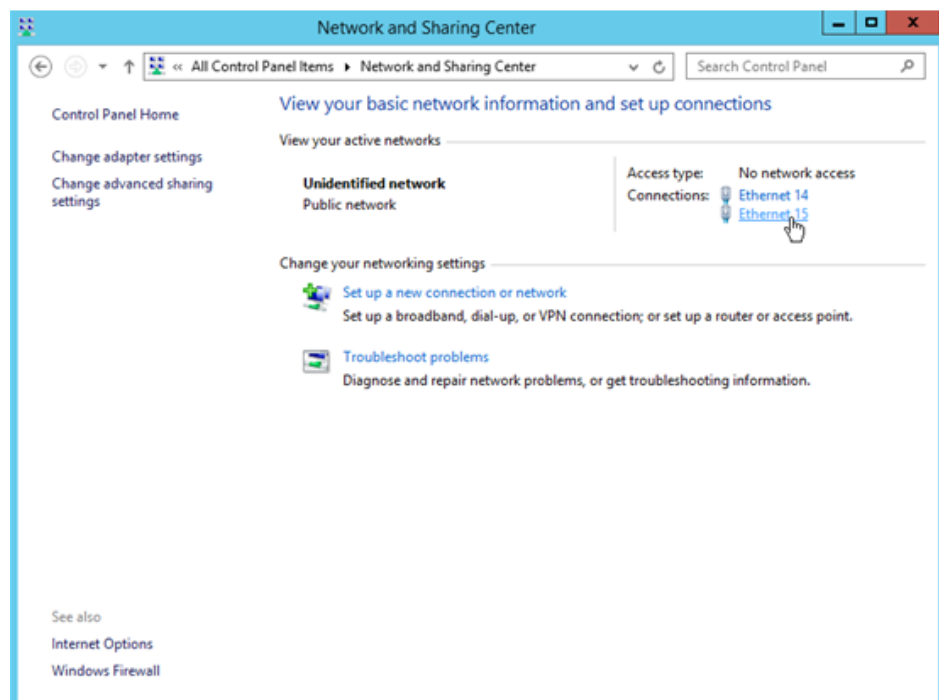 Network and Sharing Center
« All Control Panel Items ▸ Network and Sharing Center
Search Control Panel
Control Panel Home
Change adapter settings
Change advanced sharing
settings
View your basic network information and set up connections
View your active networks
Unidentified network
Public network
Access type: No network access
Connections: Ethernet 14
Ethernet 15
Change your networking settings
Set up a new connection or network
Set up a broadband, dial-up, or VPN connection; or set up a router or access point.
Troubleshoot problems
Diagnose and repair network problems, or get troubleshooting information.
See also
Internet Options
Windows Firewall